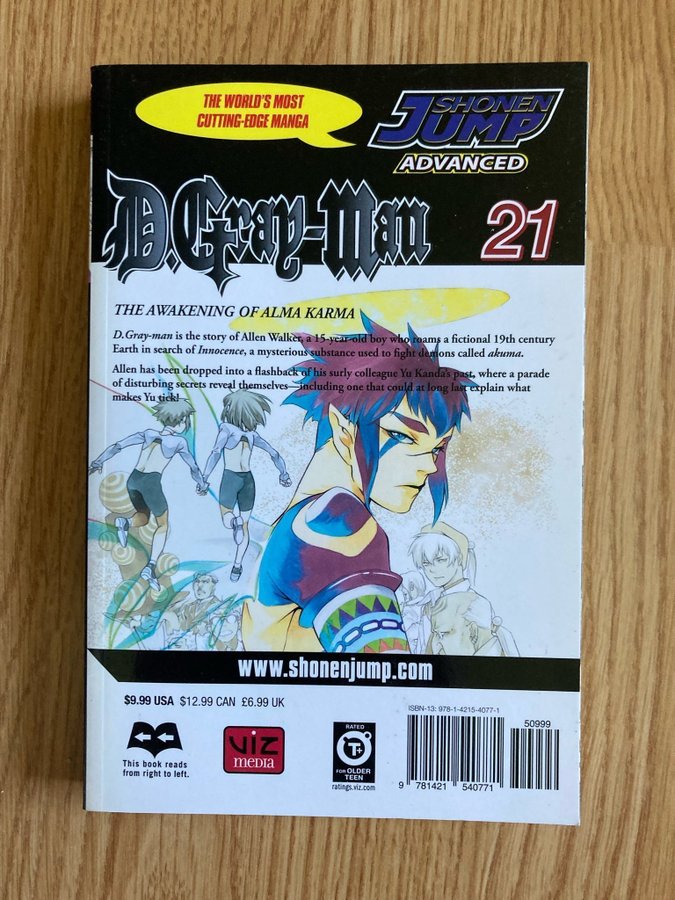 THE WORLD'S MOST
CUTTING-EDGE MANGA
SHONEN
JUMP
ADVANCED
D.Gray-Man
21
THE AWAKENING OF ALMA KARMA
D.Gray-man is the story of Allen Walker, a 15-year-old boy who roams a fictional 19th century
Earth in search of Innocence, a mysterious substance used to fight demons called akuma.
Allen has been dropped into a flashback of his surly colleague Yu Kanda's past, where a parade
of disturbing secrets reveal themselves—including one that could at long last explain what
makes Yu tick!
www.shonenjump.com
$9.99 USA $12.99 CAN £6.99 UK
This book reads
from right to left.
VIZ
MEDIA
RATED
T+
FOR OLDER
TEEN
ratings.viz.com
ISBN-13: 978-1-4215-4077-1
50999
9 781421 540771